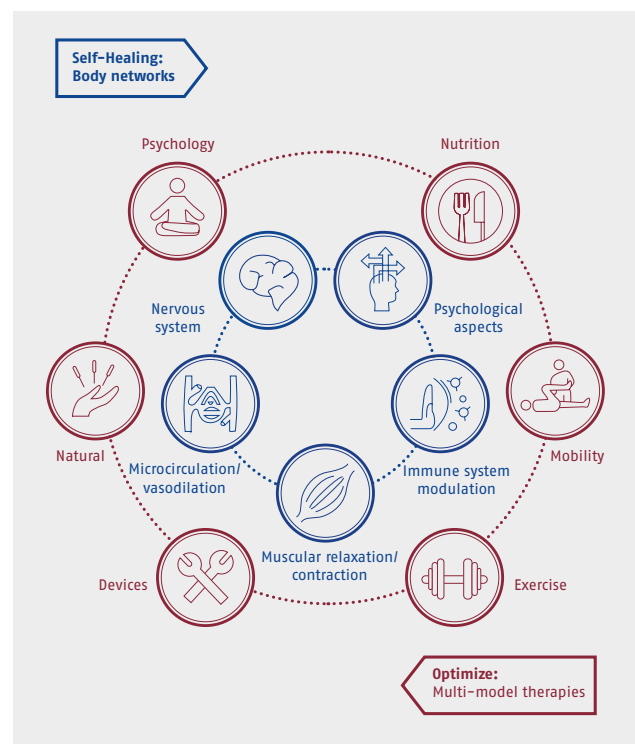 Self-Healing:
Body networks
Psychology
Nutrition
Nervous
system
Psychological
aspects
Natural
Microcirculation/
vasodilation
Immune system
modulation
Mobility
Muscular relaxation/
contraction
Devices
Exercise
Optimize:
Multi-model therapies